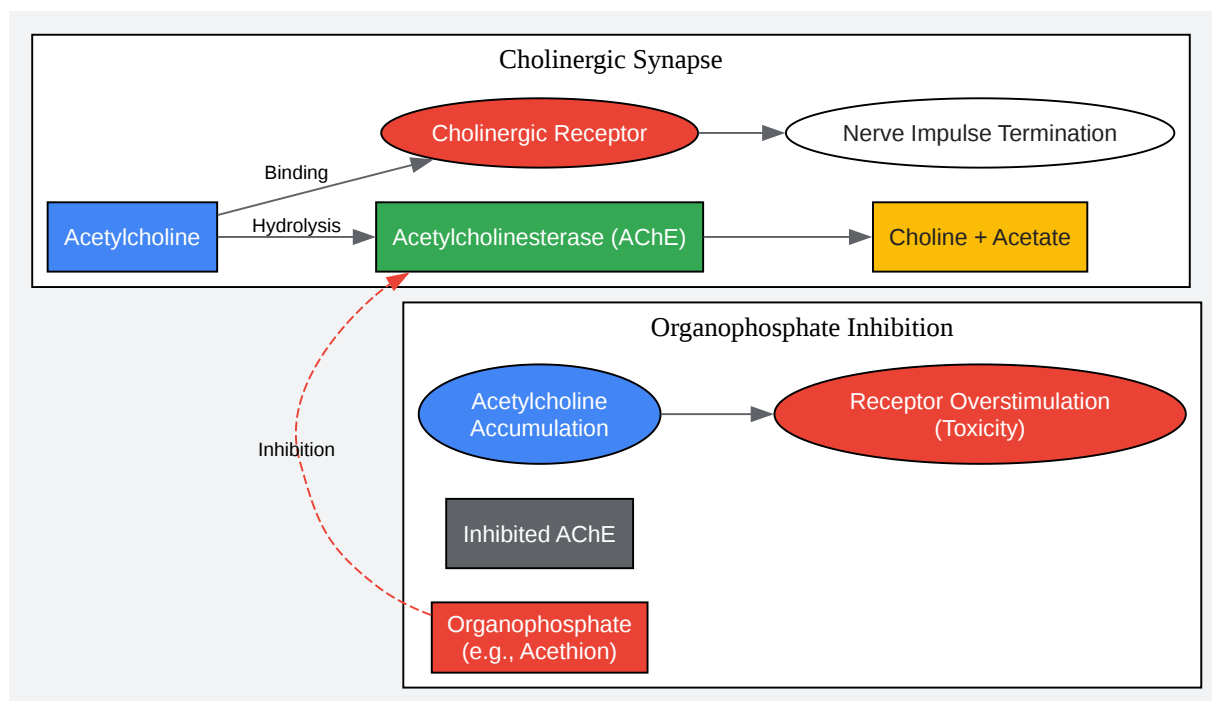 Cholinergic Synapse
Cholinergic Receptor
Nerve Impulse Termination
Binding
Acetylcholine
Hydrolysis
Acetylcholinesterase (AChE)
Choline + Acetate
Organophosphate Inhibition
Acetylcholine
Accumulation
Receptor Overstimulation
(Toxicity)
Inhibition
Inhibited AChE
Organophosphate
(e.g., Acethion)